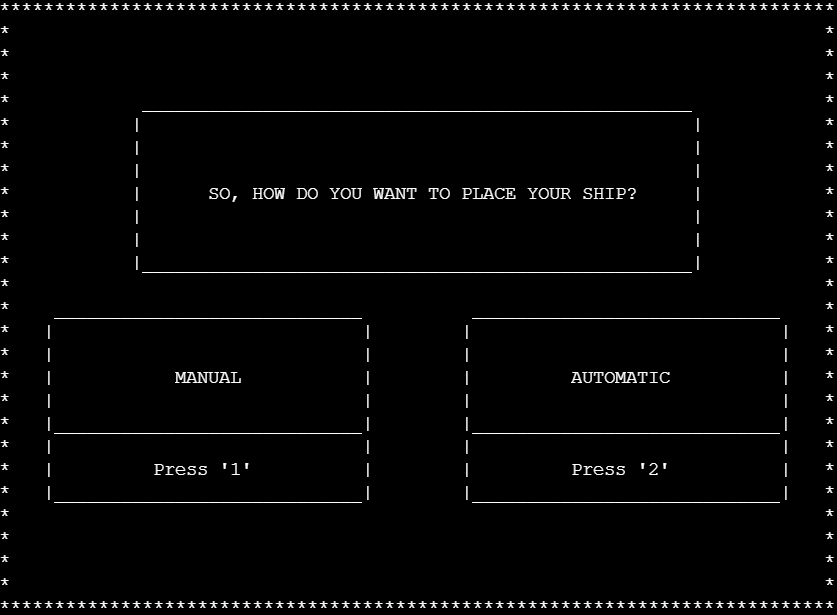 SO, HOW DO YOU WANT TO PLACE YOUR SHIP?
MANUAL
AUTOMATIC
Press '1'
Press '2'